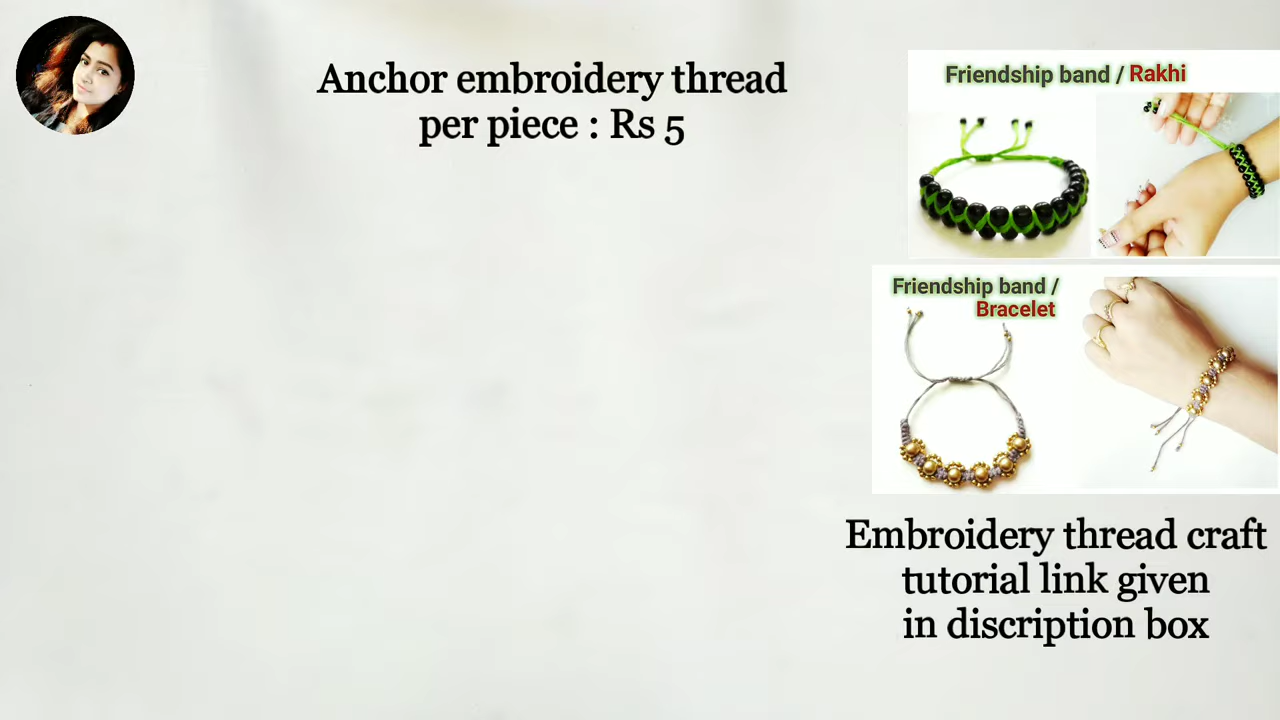 Anchor embroidery thread
per piece : Rs 5
Friendship band / Rakhi
Friendship band /
Bracelet
Embroidery thread craft
tutorial link given
in discription box